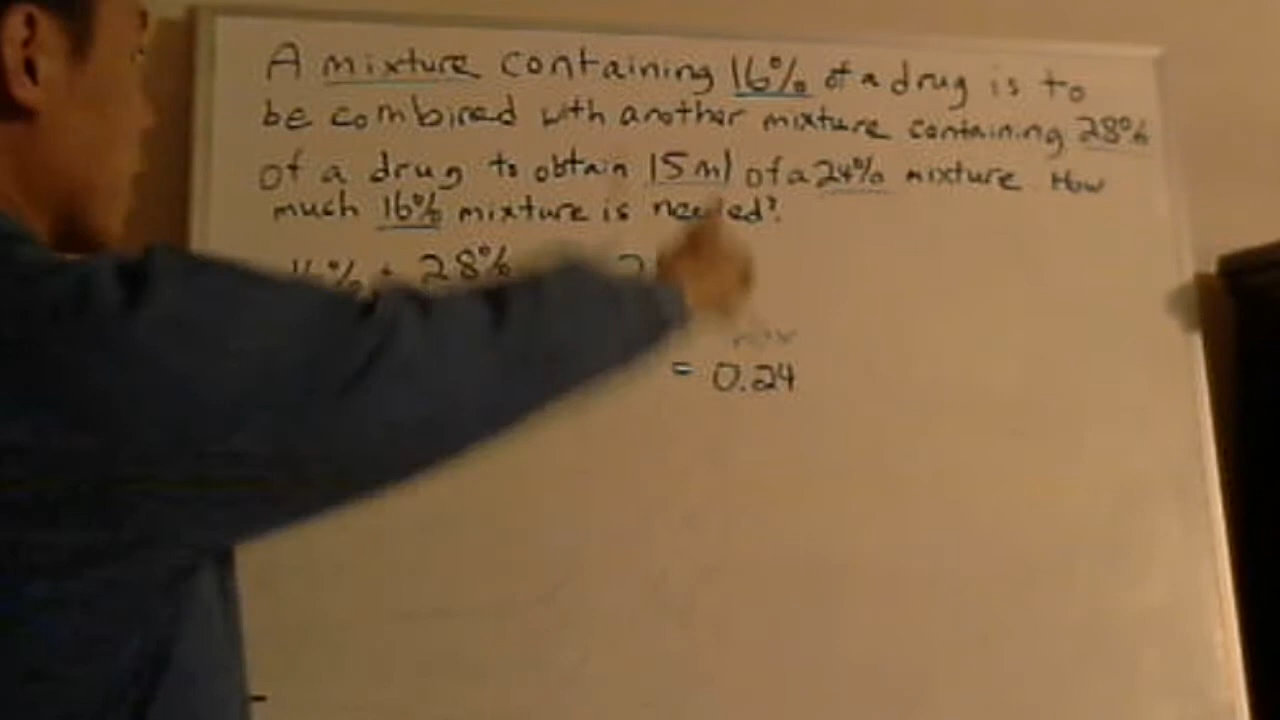 A mixture containing 16% of a drug is to
be combined with another mixture containing 28%
of a drug to obtain 15 ml of a 24% mixture How
much 16% mixture is needed?
16% + 28%
= 0.24